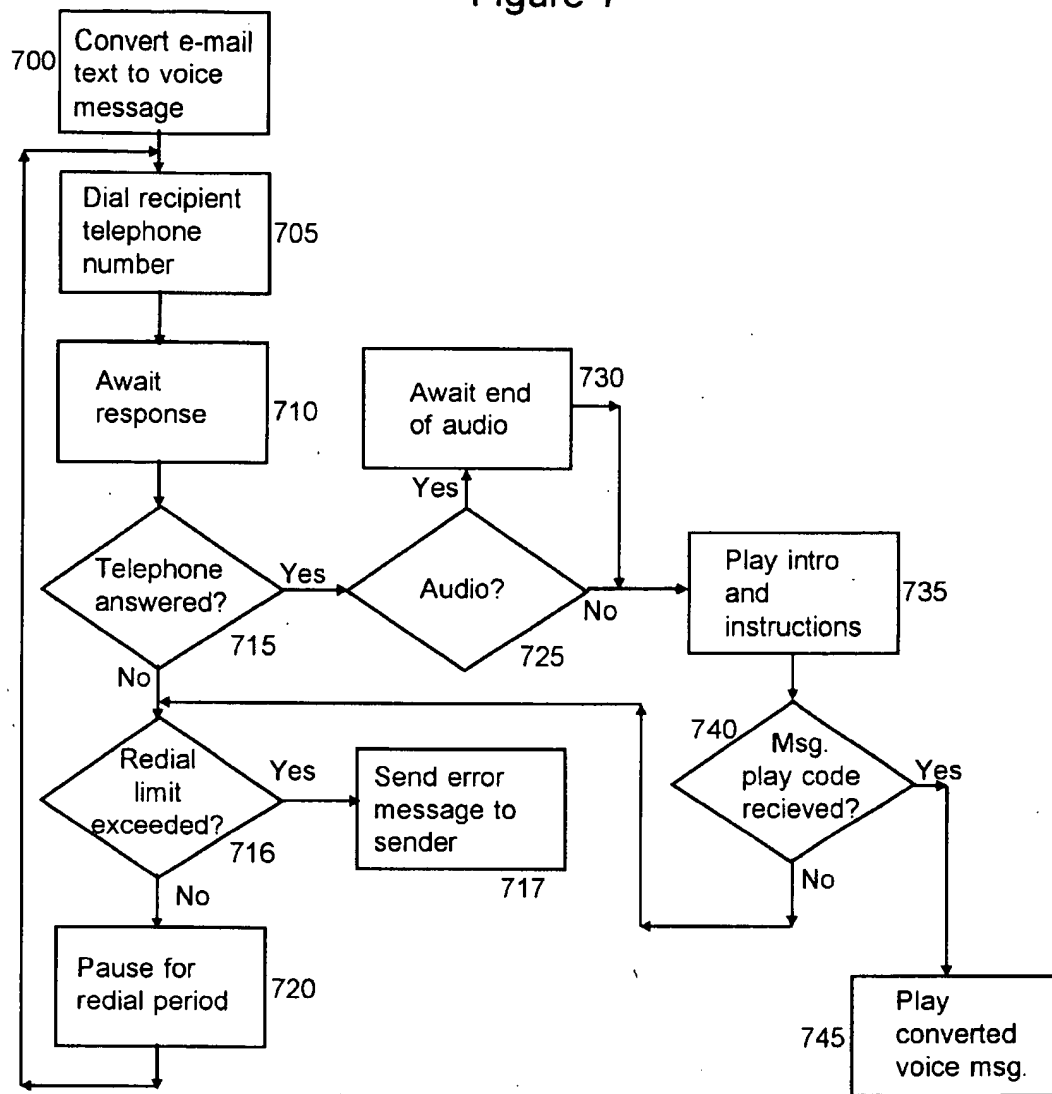 Figure 7
Convert e-mail
text to voice
message
700
Dial recipient
telephone
number
705
Await
response
710
Await end
of audio
730
Yes
Telephone
answered?
Yes
715
No
Audio?
No
725
Play intro
and
instructions
735
Redial
limit
exceeded?
Yes
716
No
Send error
message to
sender
717
740
Msg.
play code
recieved?
Yes
No
Pause for
redial period
720
745
Play
converted
voice msg.